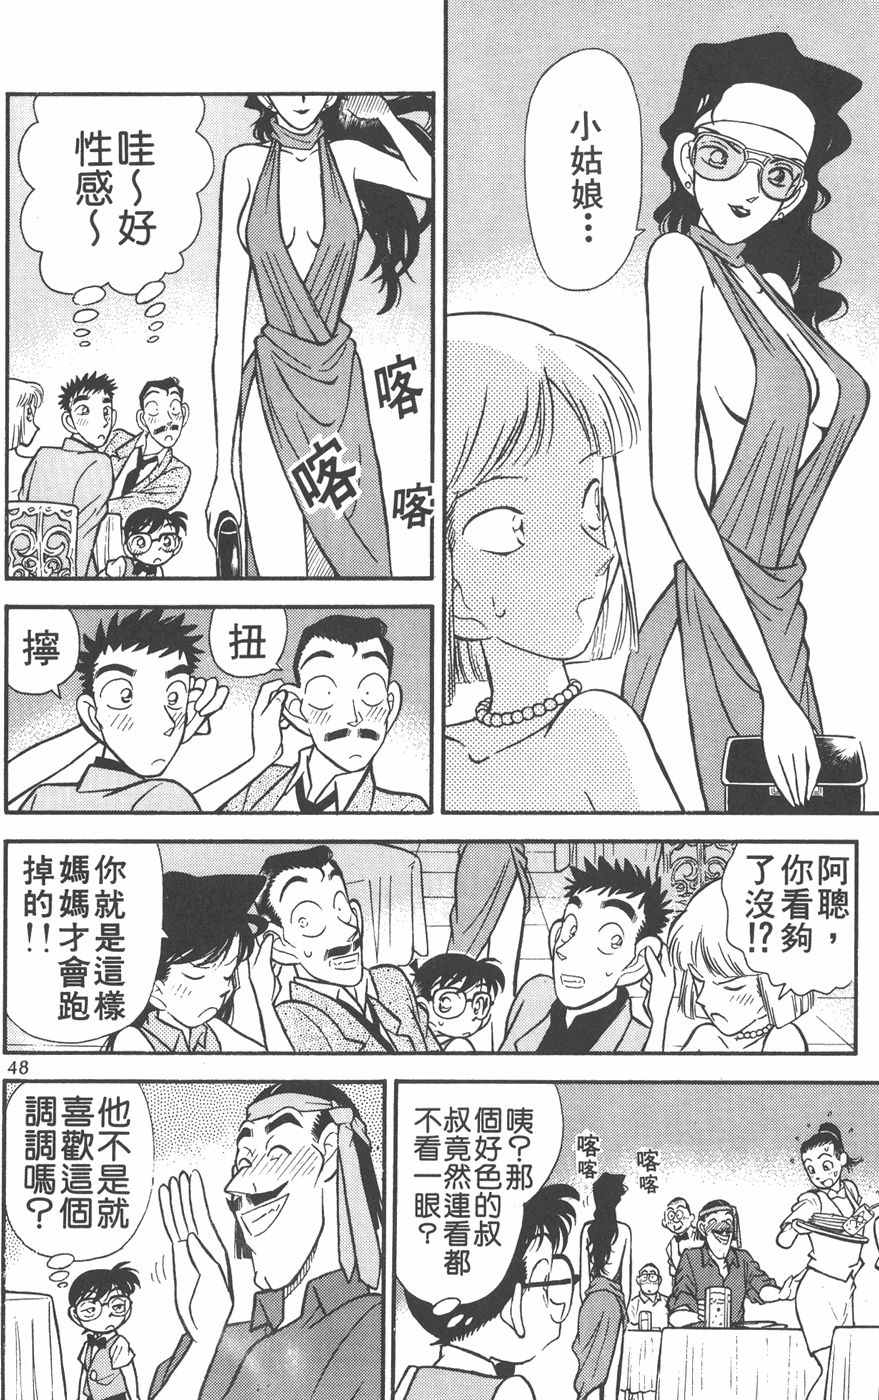 小姑娘…
哇～好
性感～
喀
喀
喀
扭
擰
阿聰，
你看夠
了沒!?
你就是這樣
媽媽才會跑
掉的!!
咦？那
個好色的叔
叔竟然連看都
不看一眼？
喀
喀
喀
喀
他不是就
喜歡這個
調調嗎？
48